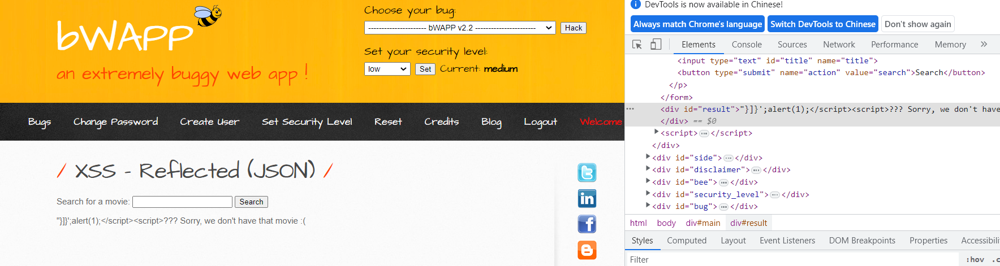 bWAPP
an extremely buggy web app !
Choose your bug:
---------------------- bWAPP v2.2 -----------------------
Hack
Set your security level:
low
Set
Current: medium
Bugs
Change Password
Create User
Set Security Level
Reset
Credits
Blog
Logout
Welcome
/ XSS - Reflected (JSON) /
Search for a movie:
Search
"}]}';alert(1);</script><script>??? Sorry, we don't have that movie :(
DevTools is now available in Chinese!
Always match Chrome's language
Switch DevTools to Chinese
Don't show again
Elements
Console
Sources
Network
Performance
Memory
»
<input type="text" id="title" name="title">
<button type="submit" name="action" value="search">Search</button>
</p>
</form>
<div id="result">"}]}';alert(1);</script><script>??? Sorry, we don't have
</div> == $0
<script>…</script>
</div>
<div id="side">…</div>
<div id="disclaimer">…</div>
<div id="bee">…</div>
<div id="security_level">…</div>
<div id="bug">…</div>
html
body
div#main
div#result
Styles
Computed
Layout
Event Listeners
DOM Breakpoints
Properties
Accessibili
Filter
:hov
.c